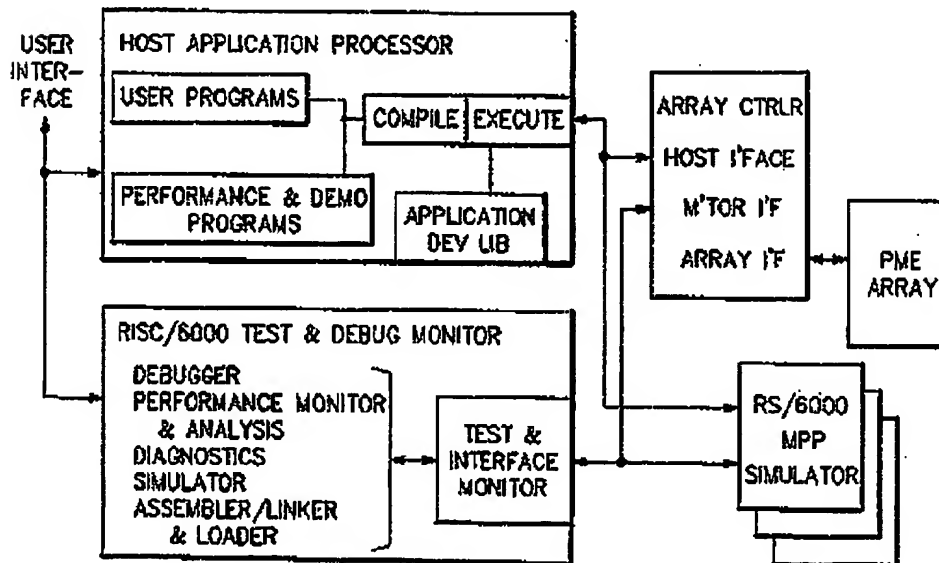 USER
INTER-
FACE
HOST APPLICATION PROCESSOR
USER PROGRAMS
COMPILE
EXECUTE
PERFORMANCE & DEMO
PROGRAMS
APPLICATION
DEV LIB
ARRAY CTRLR
HOST I'FACE
M'TOR I'F
ARRAY I'F
PME
ARRAY
RISC/6000 TEST & DEBUG MONITOR
DEBUGGER
PERFORMANCE MONITOR
& ANALYSIS
DIAGNOSTICS
SIMULATOR
ASSEMBLER/LINKER
& LOADER
TEST &
INTERFACE
MONITOR
RS/6000
MPP
SIMULATOR